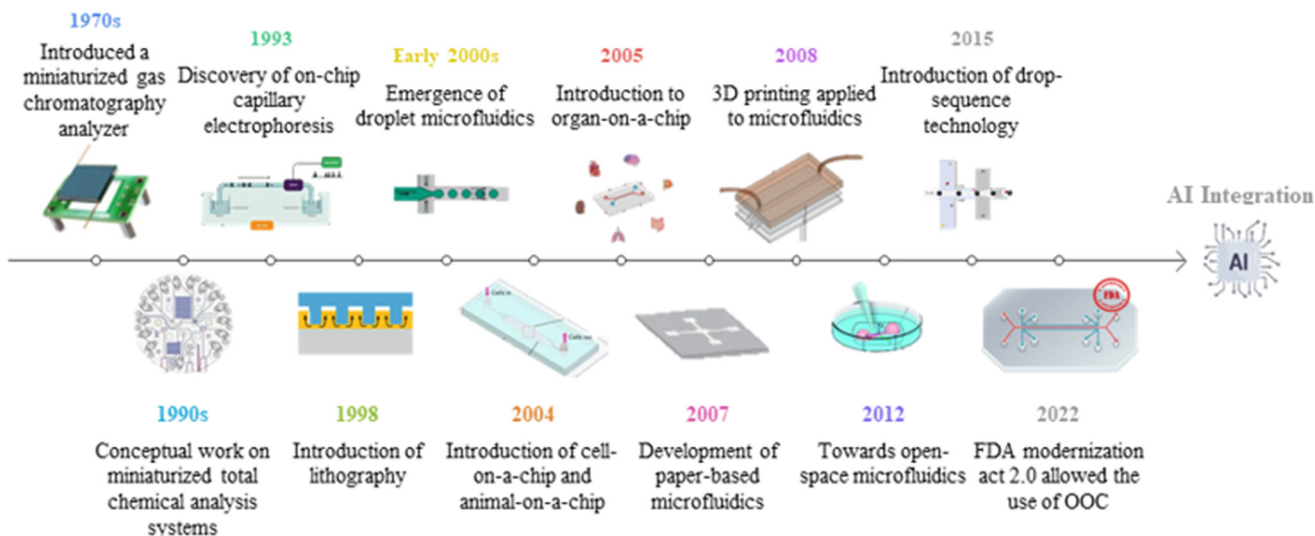 1970s
Introduced a
miniaturized gas
chromatography
analyzer
1993
Discovery of on-chip
capillary
electrophoresis
Early 2000s
Emergence of
droplet microfluidics
2005
Introduction to
organ-on-a-chip
2008
3D printing applied
to microfluidics
2015
Introduction of drop-
sequence
technology
AI Integration
AI
Cells in
Cells out
FDA
1990s
Conceptual work on
miniaturized total
chemical analysis
systems
1998
Introduction of
lithography
2004
Introduction of cell-
on-a-chip and
animal-on-a-chip
2007
Development of
paper-based
microfluidics
2012
Towards open-
space microfluidics
2022
FDA modernization
act 2.0 allowed the
use of OOC